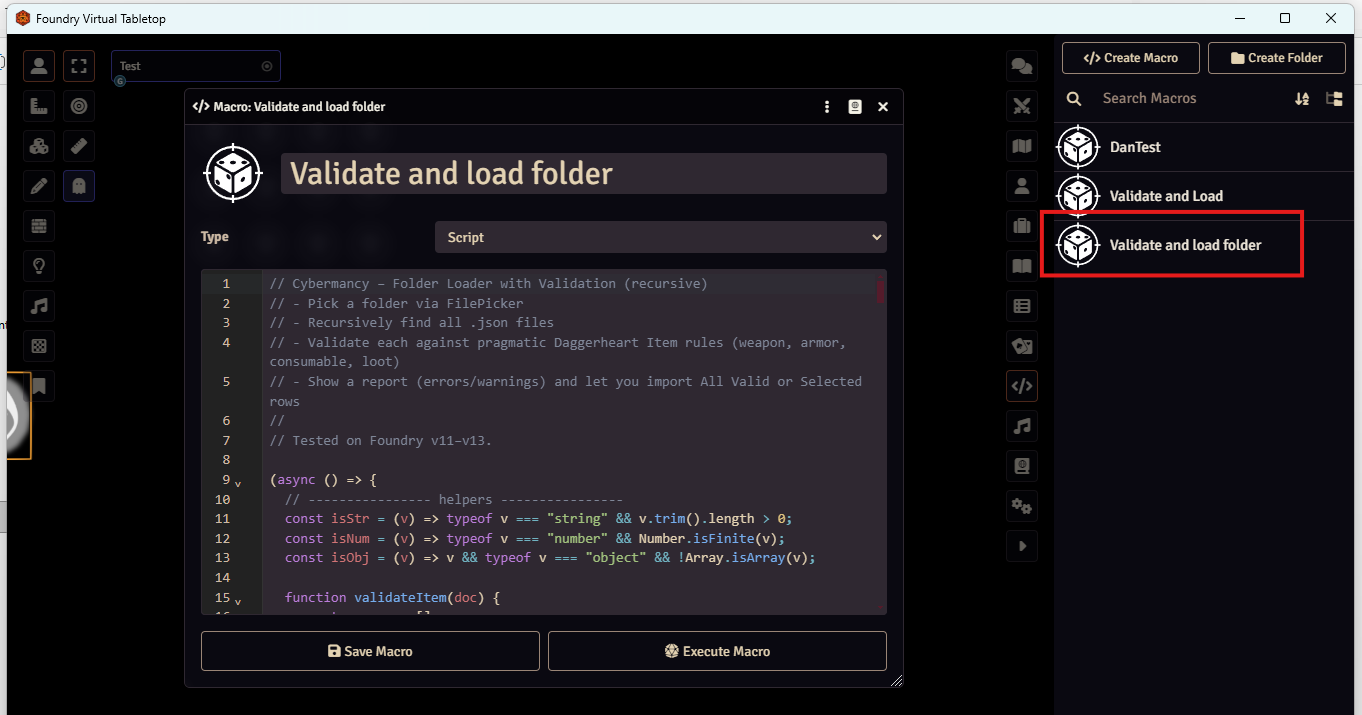 Foundry Virtual Tabletop
Test
G
</> Create Macro
Create Folder
Search Macros
DanTest
Validate and Load
Validate and load folder
</> Macro: Validate and load folder
Validate and load folder
Type
Script
1 // Cybermancy – Folder Loader with Validation (recursive)
2 // - Pick a folder via FilePicker
3 // - Recursively find all .json files
4 // - Validate each against pragmatic Daggerheart Item rules (weapon, armor,
consumable, loot)
5 // - Show a report (errors/warnings) and let you import All Valid or Selected
rows
6 //
7 // Tested on Foundry v11–v13.
8
9 (async () => {
10 // ---------------- helpers ----------------
11 const isStr = (v) => typeof v === "string" && v.trim().length > 0;
12 const isNum = (v) => typeof v === "number" && Number.isFinite(v);
13 const isObj = (v) => v && typeof v === "object" && !Array.isArray(v);
14
15 function validateItem(doc) {
Save Macro
Execute Macro